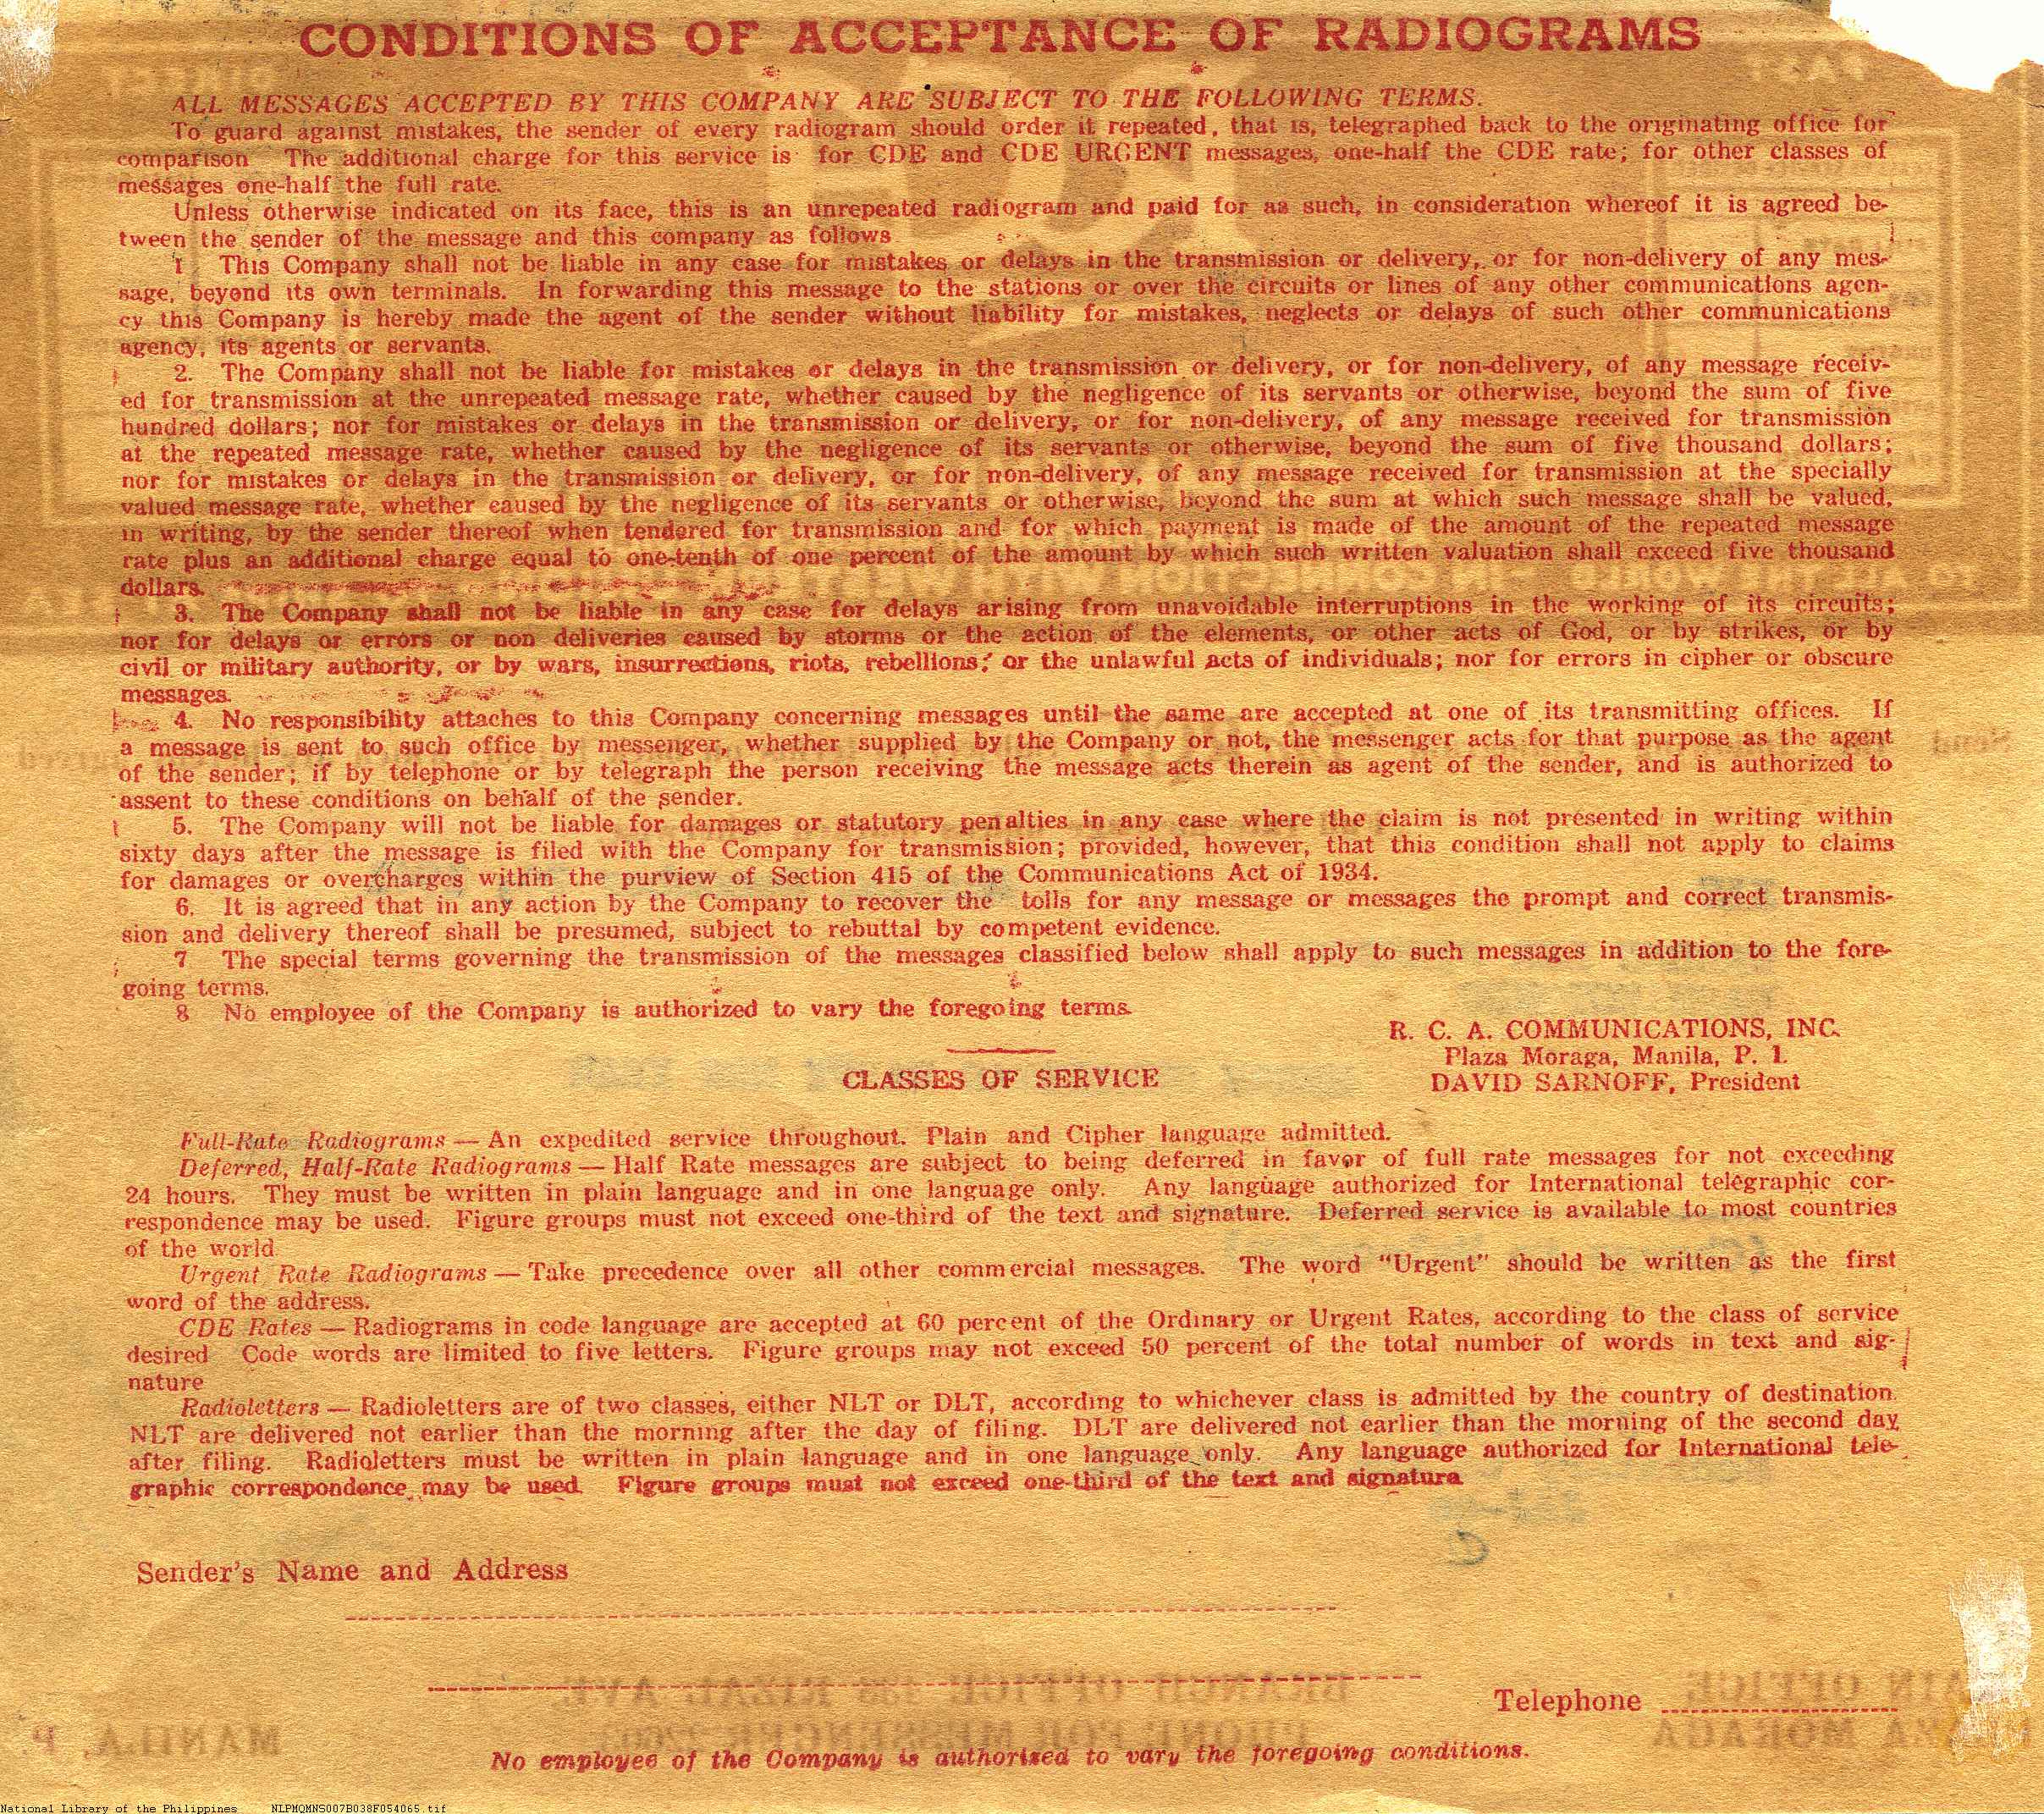 CONDITIONS OF ACCEPTANCE OF RADIOGRAMS
ALL MESSAGES ACCEPTED BY THIS COMPANY ARE SUBJECT TO THE FOLLOWING TERMS.
To guard against mistakes, the sender of every radiogram should order it repeated, that is, telegraphed back to the originating office for
comparison The additional charge for this service is for CDE and CDE URGENT messages, one-half the CDE rate; for other classes of
messages one-half the full rate.
Unless otherwise indicated on its face, this is an unrepeated radiogram and paid for as such, in consideration whereof it is agreed be-
tween the sender of the message and this company as follows
1 This Company shall not be liable in any case for mistakes or delays in the transmission or delivery, or for non-delivery of any mes-
sage, beyond its own terminals. In forwarding this message to the stations or over the circuits or lines of any other communications agen-
cy this Company is hereby made the agent of the sender without liability for mistakes, neglects or delays of such other communications
agency, its agents or servants.
2. The Company shall not be liable for mistakes or delays in the transmission or delivery, or for non-delivery, of any message receiv-
ed for transmission at the unrepeated message rate, whether caused by the negligence of its servants or otherwise, beyond the sum of five
hundred dollars; nor for mistakes or delays in the transmission or delivery, or for non-delivery, of any message received for transmission
at the repeated message rate, whether caused by the negligence of its servants or otherwise, beyond the sum of five thousand dollars;
nor for mistakes or delays in the transmission or delivery, or for non-delivery, of any message received for transmission at the specially
valued message rate, whether caused by the negligence of its servants or otherwise, beyond the sum at which such message shall be valued,
in writing, by the sender thereof when tendered for transmission and for which payment is made of the amount of the repeated message
rate plus an additional charge equal to one-tenth of one percent of the amount by which such written valuation shall exceed five thousand
dollars.
3. The Company shall not be liable in any case for delays arising from unavoidable interruptions in the working of its circuits;
nor for delays or errors or non deliveries caused by storms or the action of the elements, or other acts of God, or by strikes, or by
civil or military authority, or by wars, insurrections, riots, rebellions; or the unlawful acts of individuals; nor for errors in cipher or obscure
messages.
4. No responsibility attaches to this Company concerning messages until the same are accepted at one of its transmitting offices. If
a message is sent to such office by messenger, whether supplied by the Company or not, the messenger acts for that purpose as the agent
of the sender; if by telephone or by telegraph the person receiving the message acts therein as agent of the sender, and is authorized to
assent to these conditions on behalf of the sender.
5. The Company will not be liable for damages or statutory penalties in any case where the claim is not presented in writing within
sixty days after the message is filed with the Company for transmission; provided, however, that this condition shall not apply to claims
for damages or overcharges within the purview of Section 415 of the Communications Act of 1934.
6. It is agreed that in any action by the Company to recover the tolls for any message or messages the prompt and correct transmis-
sion and delivery thereof shall be presumed, subject to rebuttal by competent evidence.
7 The special terms governing the transmission of the messages classified below shall apply to such messages in addition to the fore-
going terms.
8 No employee of the Company is authorized to vary the foregoing terms.
R. C. A. COMMUNICATIONS, INC.
Plaza Moraga, Manila, P. I.
DAVID SARNOFF, President
CLASSES OF SERVICE
Full-Rate Radiograms — An expedited service throughout. Plain and Cipher language admitted.
Deferred, Half-Rate Radiograms — Half Rate messages are subject to being deferred in favor of full rate messages for not exceeding
24 hours. They must be written in plain language and in one language only. Any language authorized for International telegraphic cor-
respondence may be used. Figure groups must not exceed one-third of the text and signature. Deferred service is available to most countries
of the world
Urgent Rate Radiograms — Take precedence over all other commercial messages. The word "Urgent" should be written as the first
word of the address.
CDE Rates — Radiograms in code language are accepted at 60 percent of the Ordinary or Urgent Rates, according to the class of service
desired Code words are limited to five letters. Figure groups may not exceed 50 percent of the total number of words in text and sig-
nature
Radioletters — Radioletters are of two classes, either NLT or DLT, according to whichever class is admitted by the country of destination.
NLT are delivered not earlier than the morning after the day of filing. DLT are delivered not earlier than the morning of the second day
after filing. Radioletters must be written in plain language and in one language only. Any language authorized for International tele-
graphic correspondence may be used. Figure groups must not exceed one-third of the text and signature
Sender's Name and Address
Telephone
No employee of the Company is authorized to vary the foregoing conditions.
National Library of the Philippines NLPMQMNS007B038F054065.tif